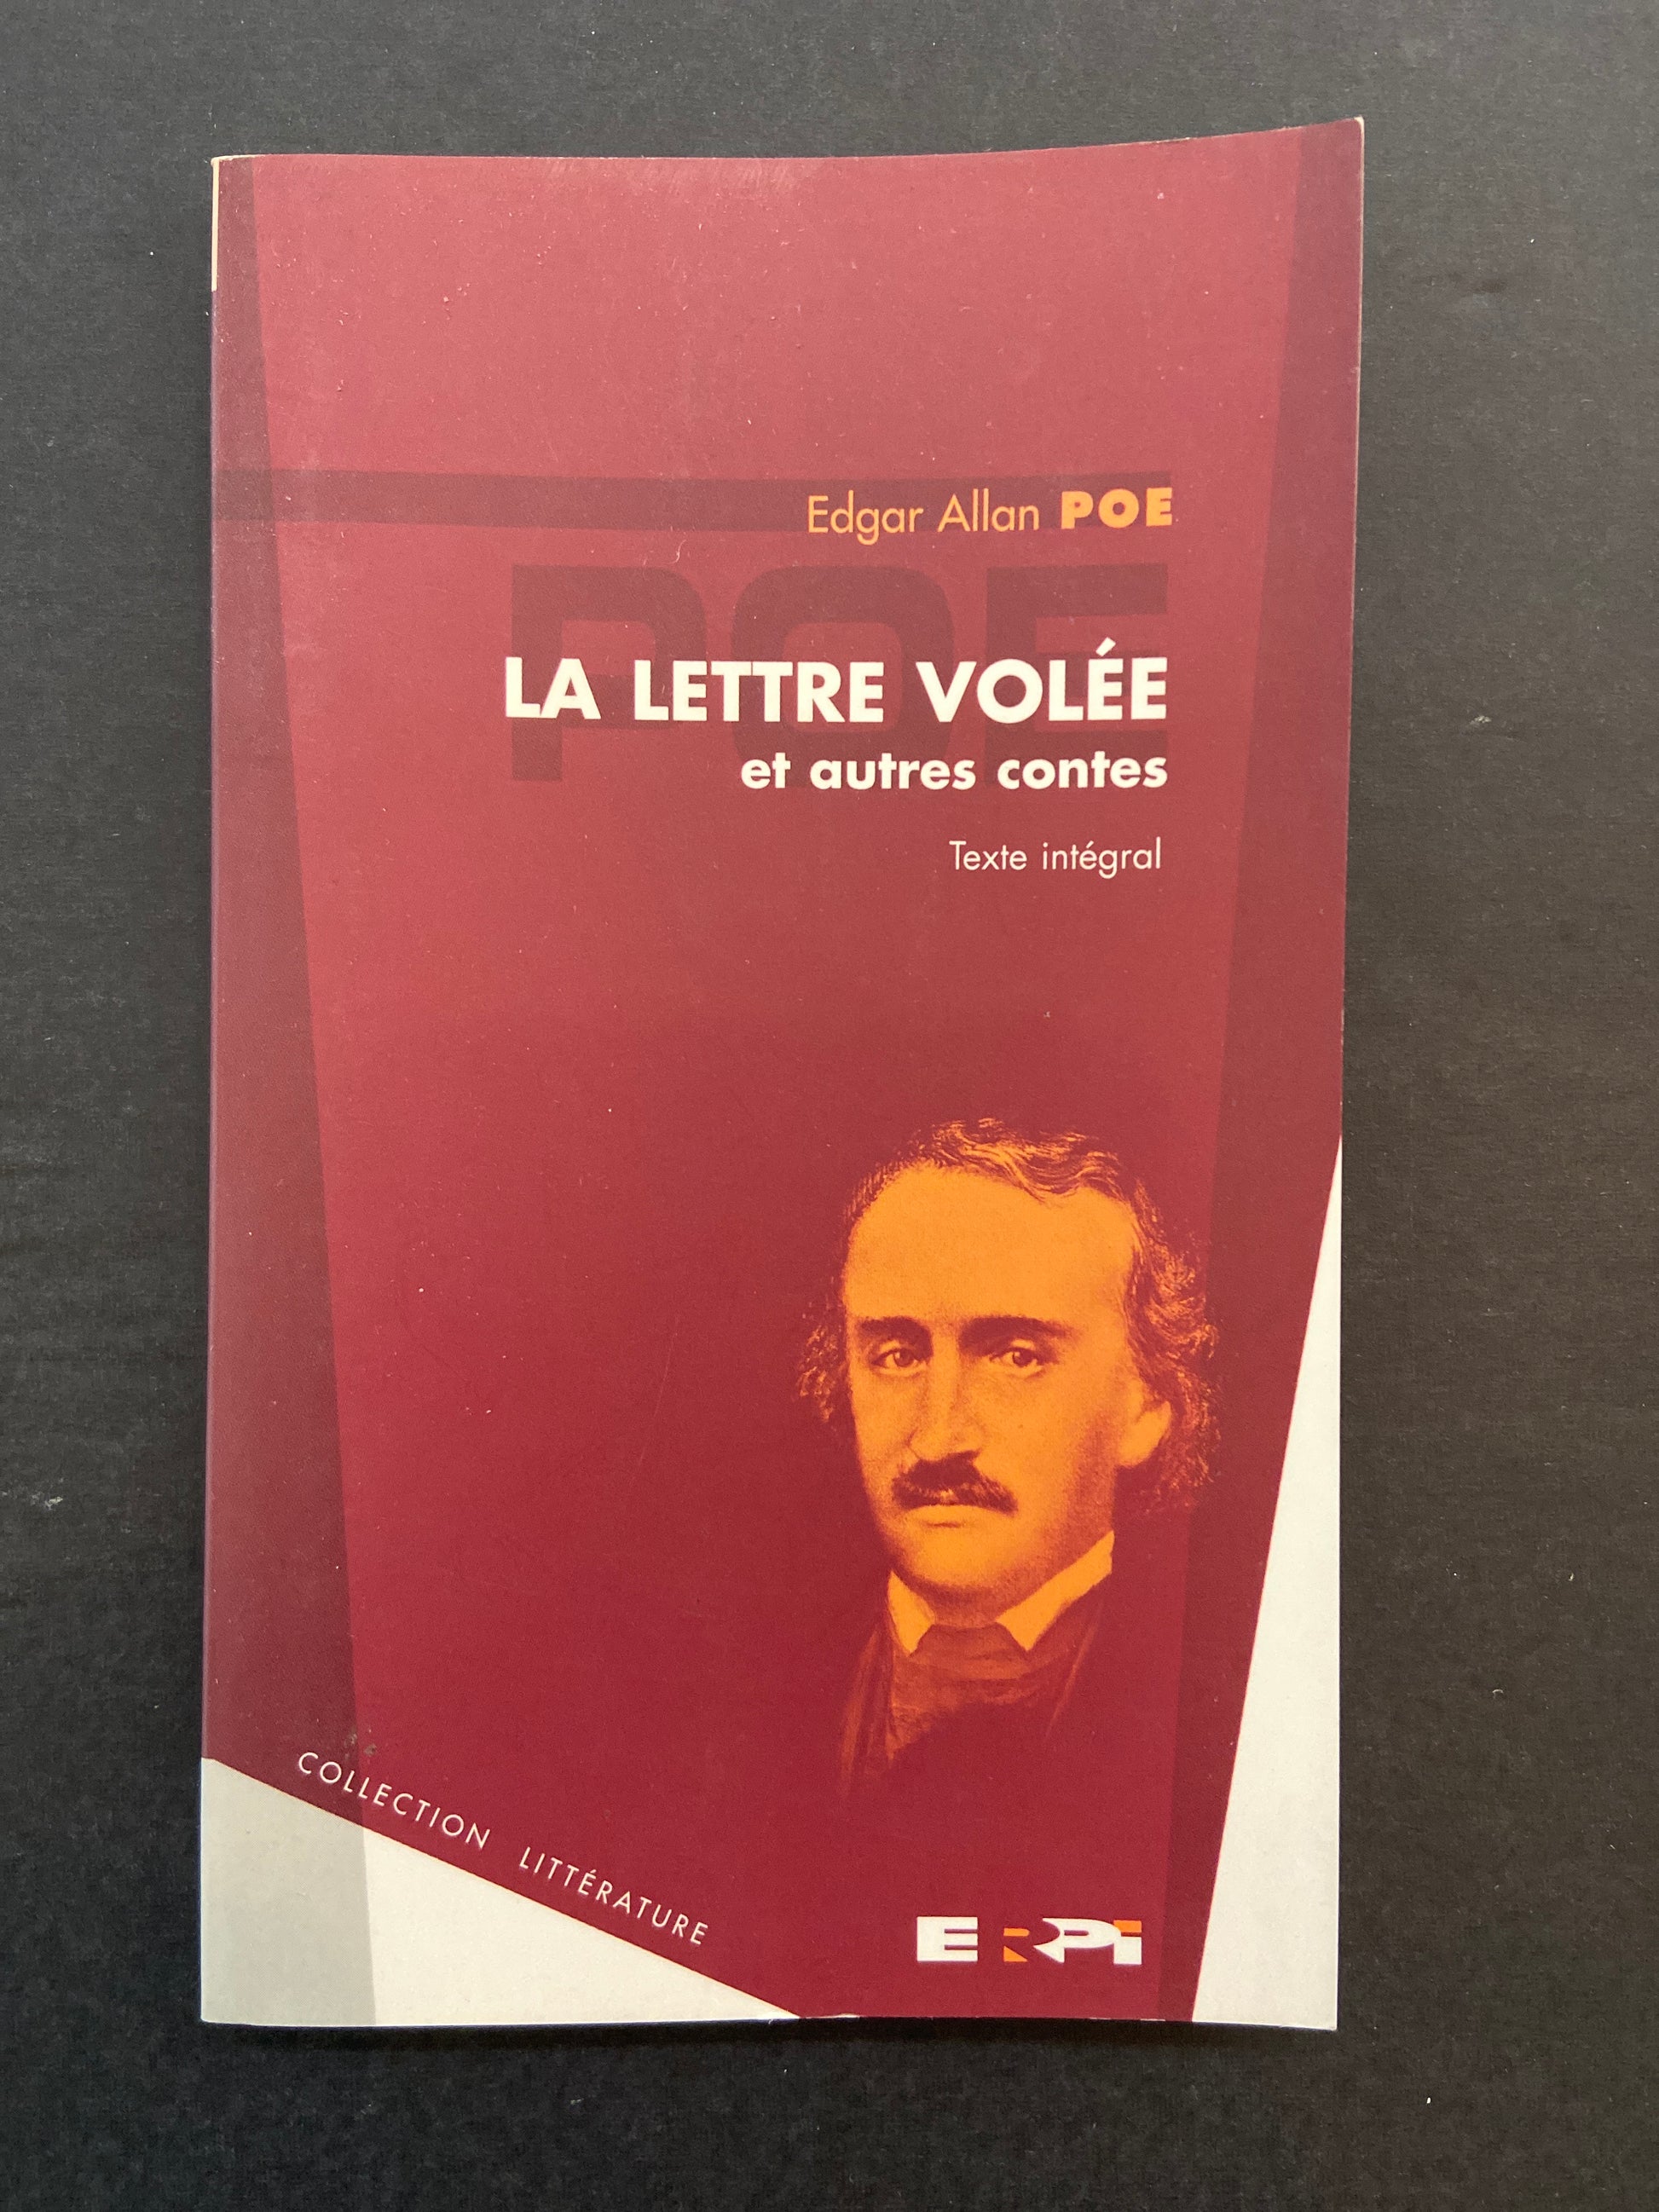 Edgar Allan POE
POE
LA LETTRE VOLÉE
et autres contes
Texte intégral
COLLECTION LITTÉRATURE
ERPI